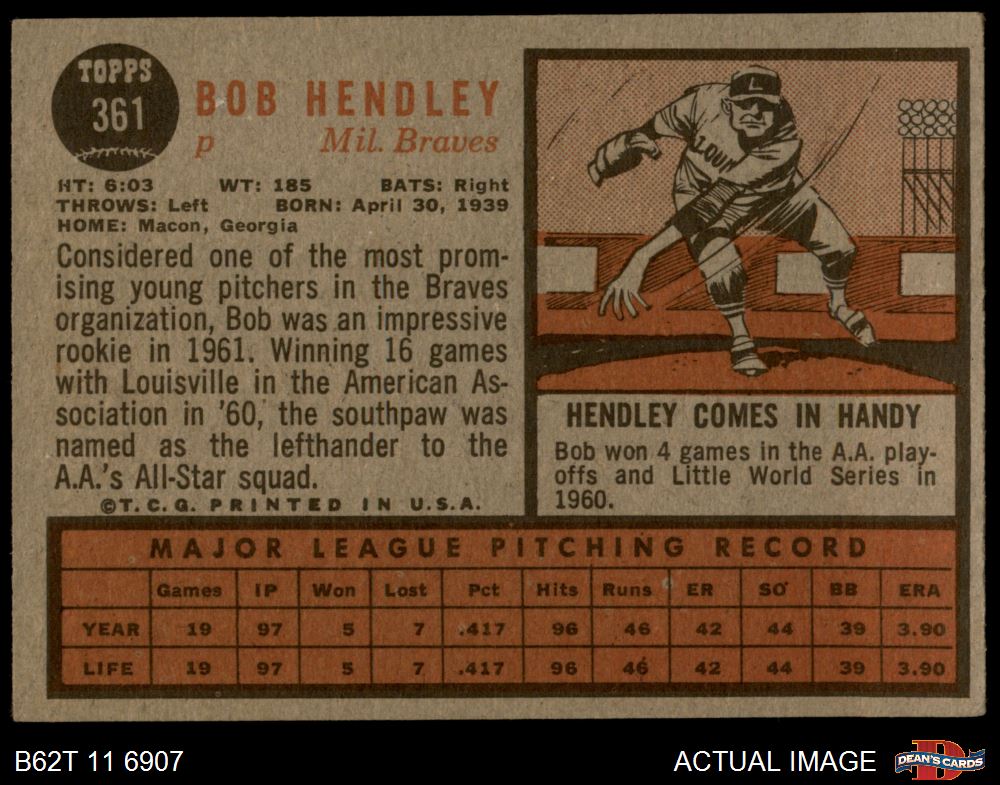 TOPPS
361
BOB HENDLEY
p Mil. Braves
HT: 6:03 WT: 185 BATS: Right
THROWS: Left BORN: April 30, 1939
HOME: Macon, Georgia
Considered one of the most prom-
ising young pitchers in the Braves
organization, Bob was an impressive
rookie in 1961. Winning 16 games
with Louisville in the American As-
sociation in '60, the southpaw was
named as the lefthander to the
A.A.'s All-Star squad.
©T.C.G. PRINTED IN U.S.A.
L
LOUI
HENDLEY COMES IN HANDY
Bob won 4 games in the A.A. play-
offs and Little World Series in
1960.
MAJOR LEAGUE PITCHING RECORD
Games IP Won Lost Pct Hits Runs ER SO BB ERA
YEAR 19 97 5 7 .417 96 46 42 44 39 3.90
LIFE 19 97 5 7 .417 96 46 42 44 39 3.90
B62T 11 6907 ACTUAL IMAGE DEAN'S CARDS